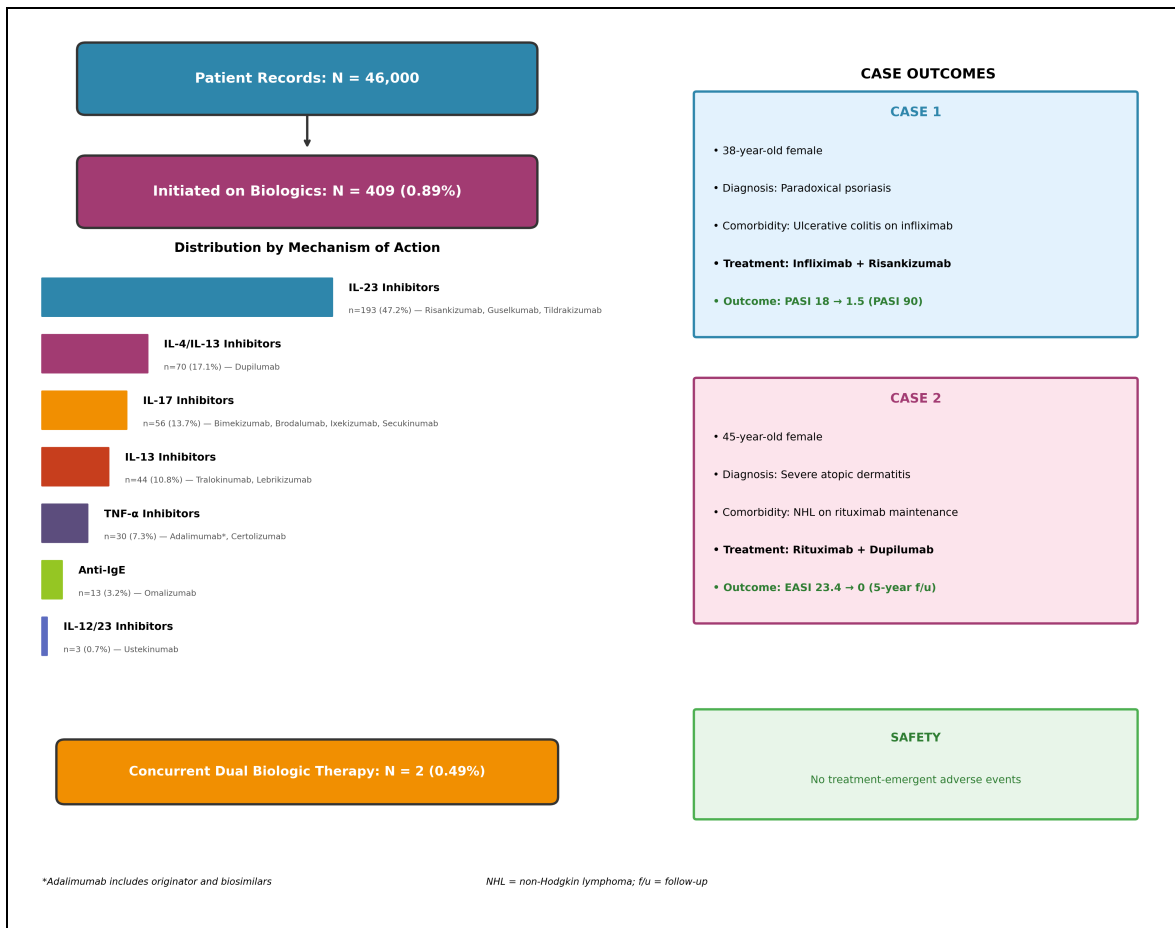 Patient Records: N = 46,000
Initiated on Biologics: N = 409 (0.89%)
Distribution by Mechanism of Action
IL-23 Inhibitors
n=193 (47.2%) — Risankizumab, Guselkumab, Tildrakizumab
IL-4/IL-13 Inhibitors
n=70 (17.1%) — Dupilumab
IL-17 Inhibitors
n=56 (13.7%) — Bimekizumab, Brodalumab, Ixekizumab, Secukinumab
IL-13 Inhibitors
n=44 (10.8%) — Tralokinumab, Lebrikizumab
TNF-α Inhibitors
n=30 (7.3%) — Adalimumab*, Certolizumab
Anti-IgE
n=13 (3.2%) — Omalizumab
IL-12/23 Inhibitors
n=3 (0.7%) — Ustekinumab
Concurrent Dual Biologic Therapy: N = 2 (0.49%)
CASE OUTCOMES
CASE 1
• 38-year-old female
• Diagnosis: Paradoxical psoriasis
• Comorbidity: Ulcerative colitis on infliximab
• Treatment: Infliximab + Risankizumab
• Outcome: PASI 18 → 1.5 (PASI 90)
CASE 2
• 45-year-old female
• Diagnosis: Severe atopic dermatitis
• Comorbidity: NHL on rituximab maintenance
• Treatment: Rituximab + Dupilumab
• Outcome: EASI 23.4 → 0 (5-year f/u)
SAFETY
No treatment-emergent adverse events
*Adalimumab includes originator and biosimilars
NHL = non-Hodgkin lymphoma; f/u = follow-up